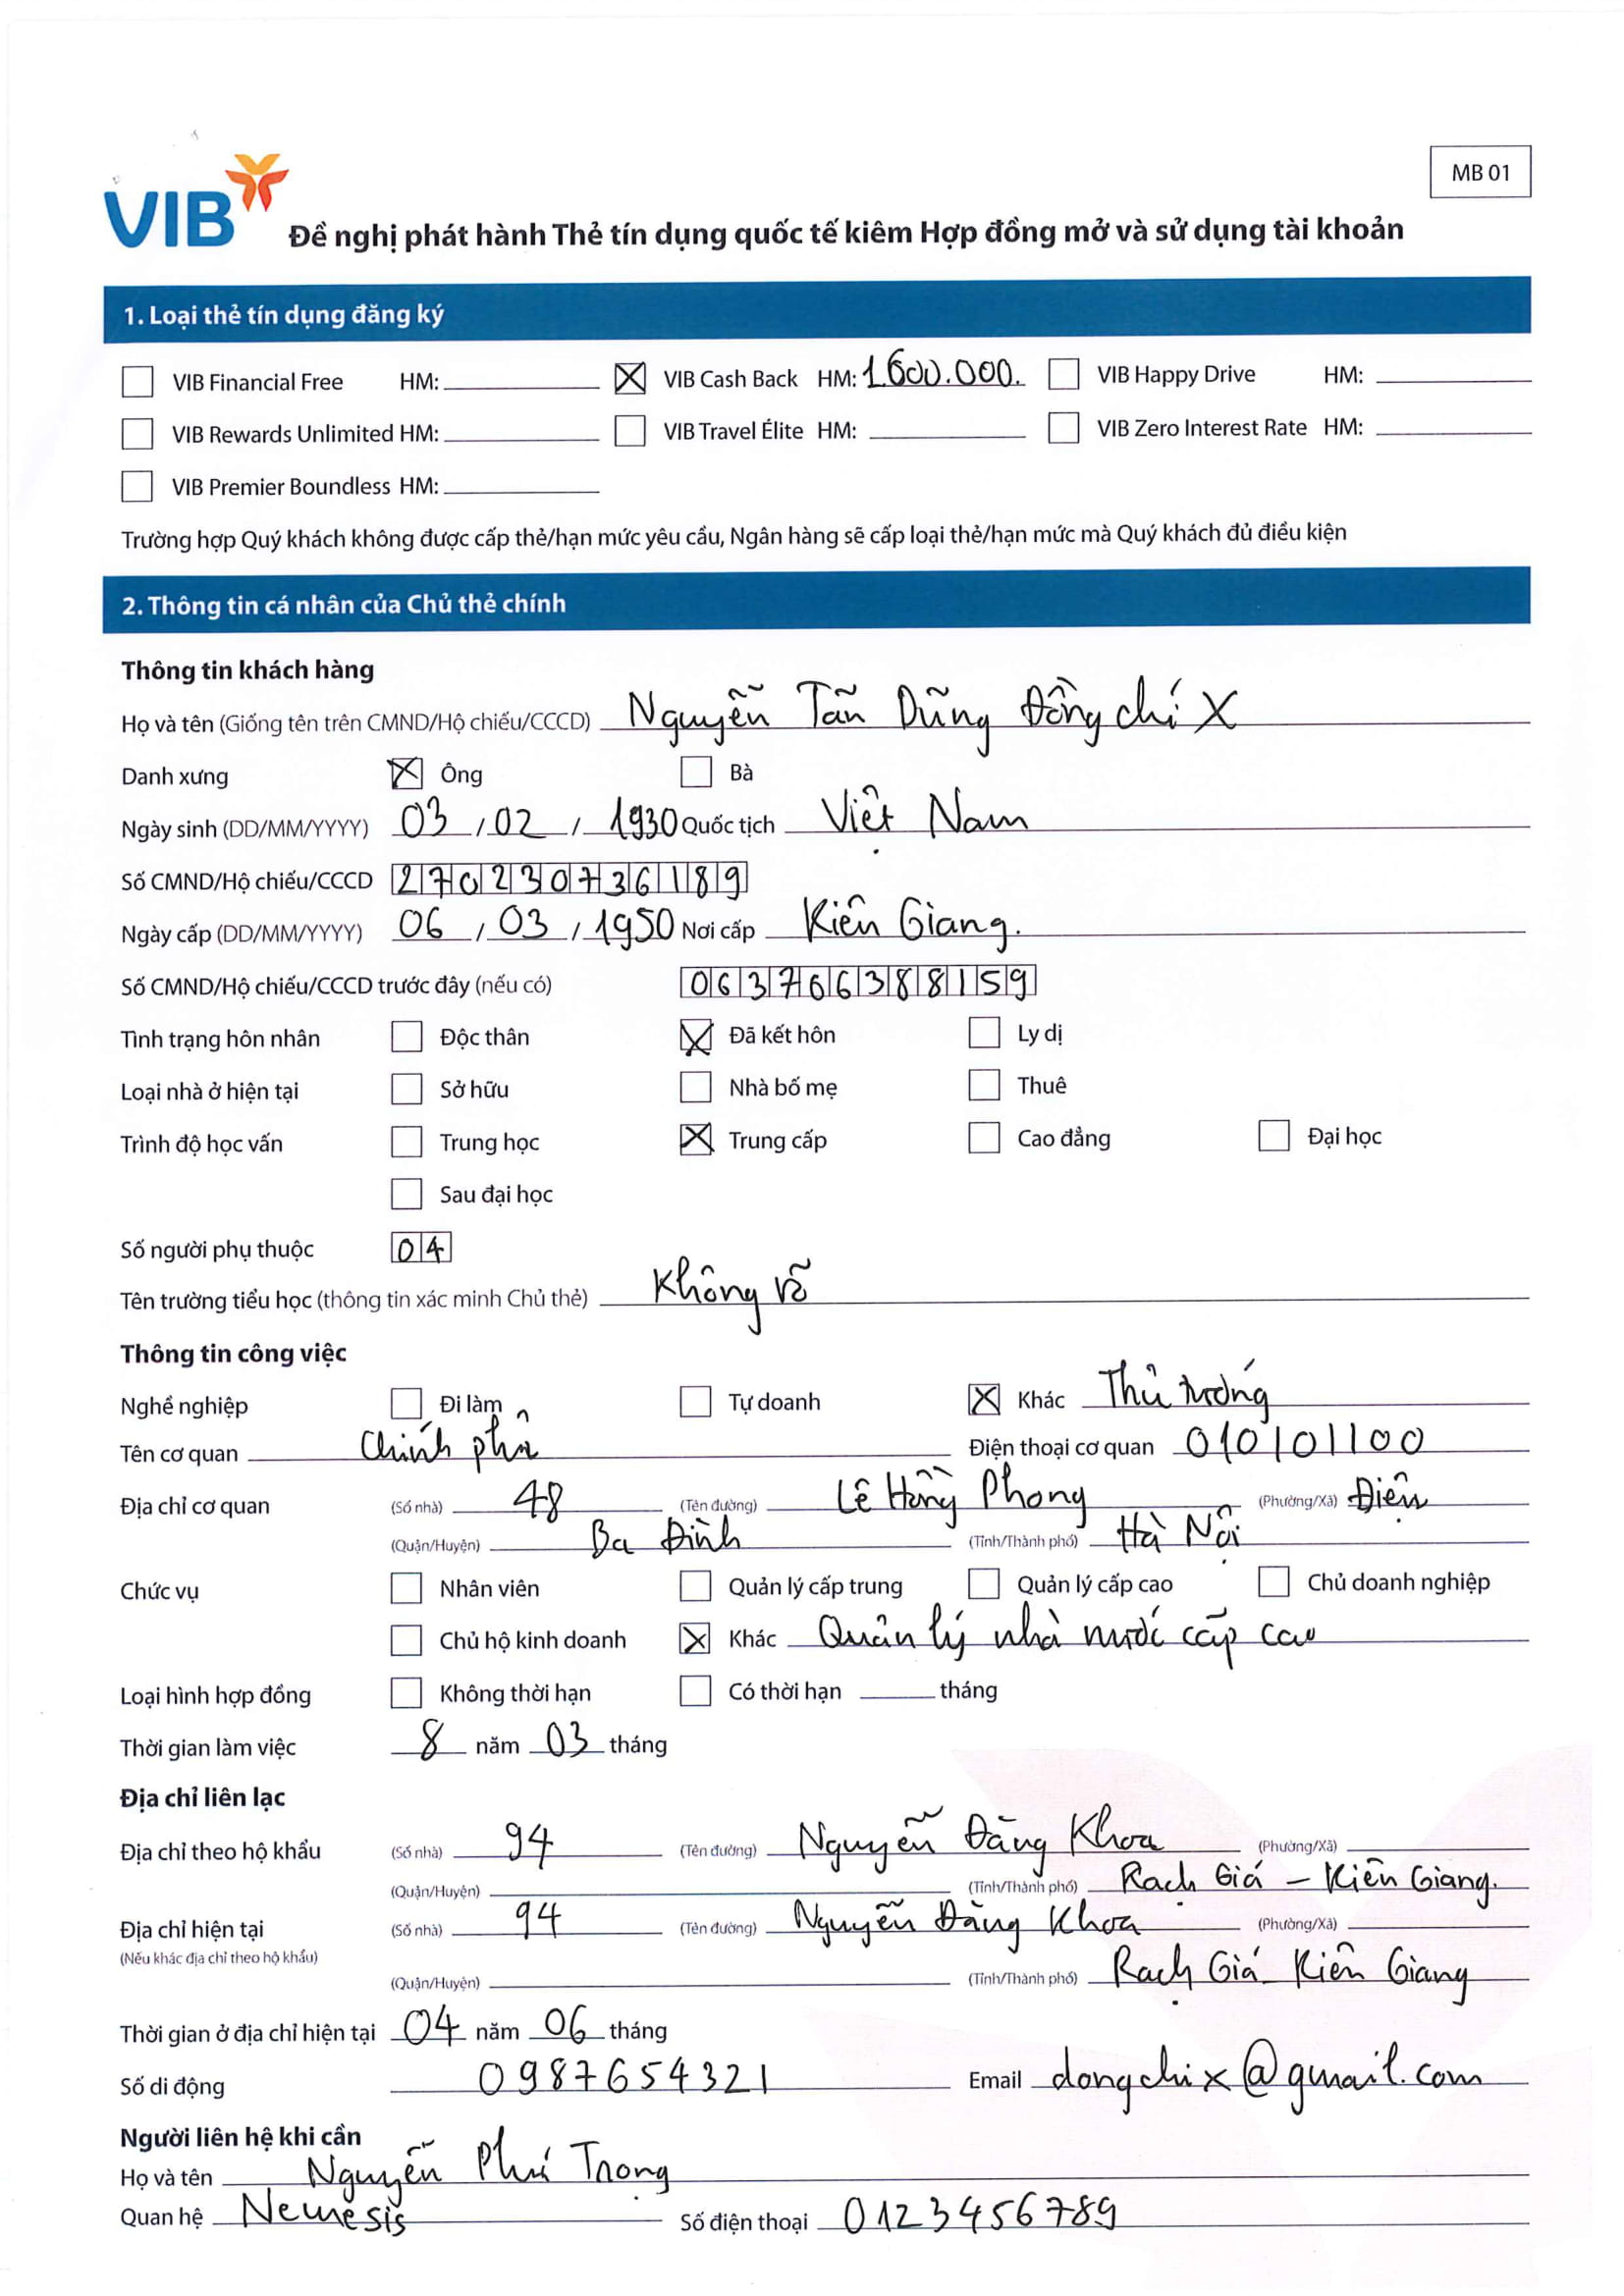 MB 01
VIB
Đề nghị phát hành Thẻ tín dụng quốc tế kiêm Hợp đồng mở và sử dụng tài khoản
1. Loại thẻ tín dụng đăng ký
VIB Financial Free HM: VIB Cash Back HM: 1.600.000. VIB Happy Drive HM:
VIB Rewards Unlimited HM: VIB Travel Élite HM: VIB Zero Interest Rate HM:
VIB Premier Boundless HM:
Trường hợp Quý khách không được cấp thẻ/hạn mức yêu cầu, Ngân hàng sẽ cấp loại thẻ/hạn mức mà Quý khách đủ điều kiện
2. Thông tin cá nhân của Chủ thẻ chính
Thông tin khách hàng
Họ và tên (Giống tên trên CMND/Hộ chiếu/CCCD) Nguyễn Tấn Dũng Đồng chí X
Danh xưng Ông Bà
Ngày sinh (DD/MM/YYYY) 03 / 02 / 1930 Quốc tịch Việt Nam
Số CMND/Hộ chiếu/CCCD 270230736189
Ngày cấp (DD/MM/YYYY) 06 / 03 / 1950 Nơi cấp Kiên Giang.
Số CMND/Hộ chiếu/CCCD trước đây (nếu có) 063766388159
Tình trạng hôn nhân Độc thân Đã kết hôn Ly dị
Loại nhà ở hiện tại Sở hữu Nhà bố mẹ Thuê
Trình độ học vấn Trung học Trung cấp Cao đẳng Đại học
Sau đại học
Số người phụ thuộc 04
Tên trường tiểu học (thông tin xác minh Chủ thẻ) Không rõ
Thông tin công việc
Nghề nghiệp Đi làm Tự doanh Khác Thủ tướng
Tên cơ quan Chính phủ Điện thoại cơ quan 010101100
Địa chỉ cơ quan (Số nhà) 48 (Tên đường) Lê Hồng Phong (Phường/Xã) Điện
(Quận/Huyện) Ba Đình (Tỉnh/Thành phố) Hà Nội
Chức vụ Nhân viên Quản lý cấp trung Quản lý cấp cao Chủ doanh nghiệp
Chủ hộ kinh doanh Khác Quản lý nhà nước cấp cao
Loại hình hợp đồng Không thời hạn Có thời hạn tháng
Thời gian làm việc 8 năm 03 tháng
Địa chỉ liên lạc
Địa chỉ theo hộ khẩu (Số nhà) 94 (Tên đường) Nguyễn Đăng Khoa (Phường/Xã)
(Quận/Huyện) (Tỉnh/Thành phố) Rạch Giá - Kiên Giang.
Địa chỉ hiện tại (Số nhà) 94 (Tên đường) Nguyễn Đăng Khoa (Phường/Xã)
(Nếu khác địa chỉ theo hộ khẩu)
(Quận/Huyện) (Tỉnh/Thành phố) Rạch Giá - Kiên Giang
Thời gian ở địa chỉ hiện tại 04 năm 06 tháng
Số di động 0987654321 Email dongchix@gmail.com
Người liên hệ khi cần
Họ và tên Nguyễn Phú Trọng
Quan hệ Nemesis Số điện thoại 0123456789